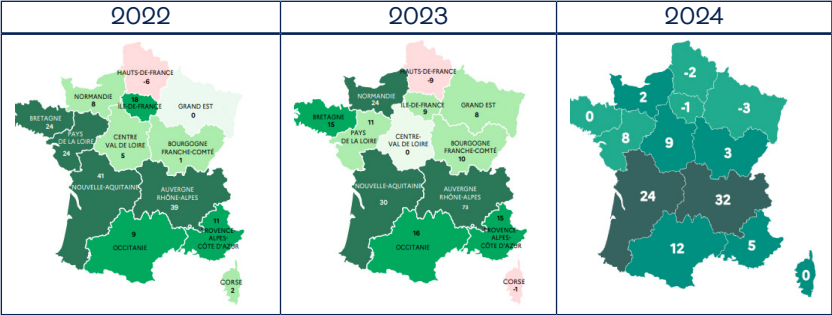 2022
2023
2024
HAUTS-DE-FRANCE
-6
NORMANDIE
8
18
ILE-DE-FRANCE
GRAND EST
0
BRETAGNE
24
PAYS
DE LA LOIRE
24
CENTRE
VAL DE LOIRE
5
BOURGOGNE
FRANCHE-COMTÉ
1
41
NOUVELLE-AQUITAINE
AUVERGNE
RHÔNE-ALPES
39
9
OCCITANIE
11
PROVENCE-
ALPES-
CÔTE D'AZUR
CORSE
2
HAUTS-DE-FRANCE
-9
NORMANDIE
24
ILE-DE-FRANCE
9
GRAND EST
8
BRETAGNE
15
11
PAYS
DE LA LOIRE
CENTRE-
VAL DE LOIRE
0
BOURGOGNE
FRANCHE-COMTÉ
10
NOUVELLE-AQUITAINE
30
AUVERGNE
RHÔNE-ALPES
73
16
OCCITANIE
15
PROVENCE-
ALPES-
CÔTE D'AZUR
CORSE
-1
-2
2
-1
-3
0
8
9
3
24
32
12
5
0